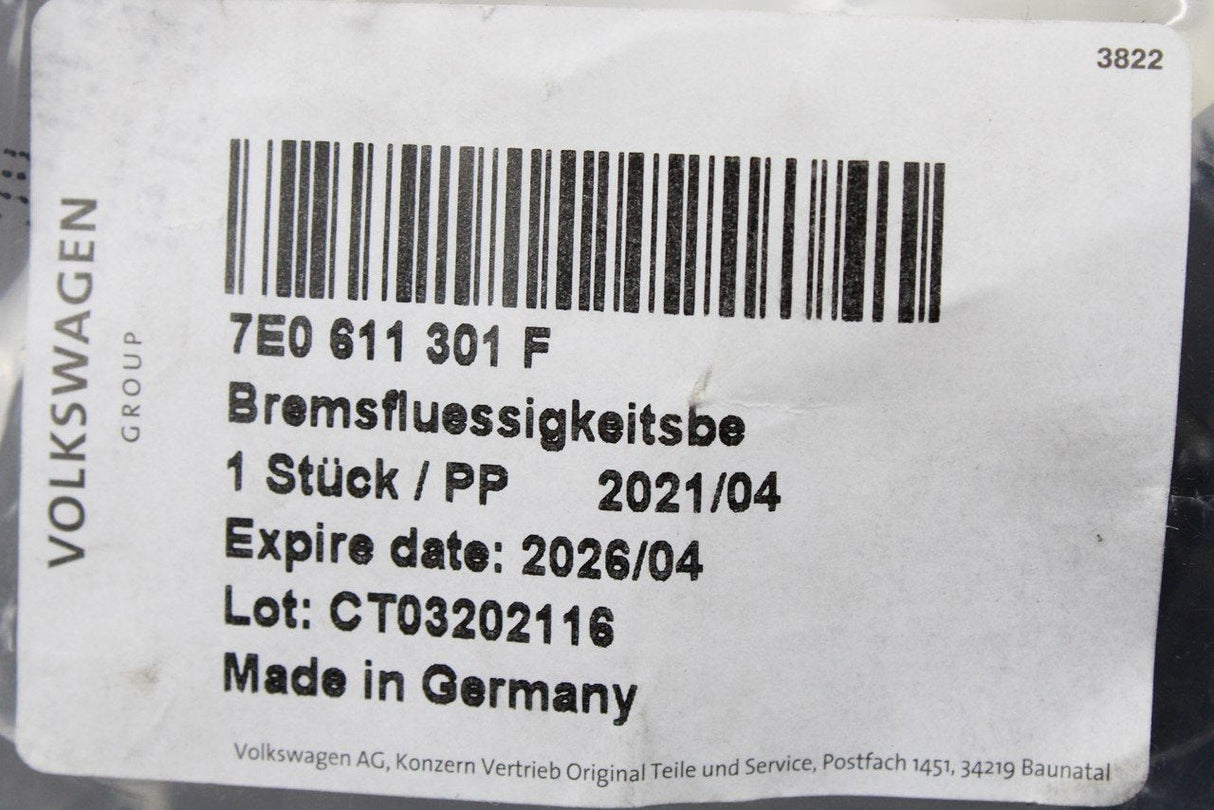 3822
VOLKSWAGEN
GROUP
7E0 611 301 F
Bremsfluessigkeitsbe
1 Stück / PP 2021/04
Expire date: 2026/04
Lot: CT03202116
Made in Germany
Volkswagen AG, Konzern Vertrieb Original Teile und Service, Postfach 1451, 34219 Baunatal